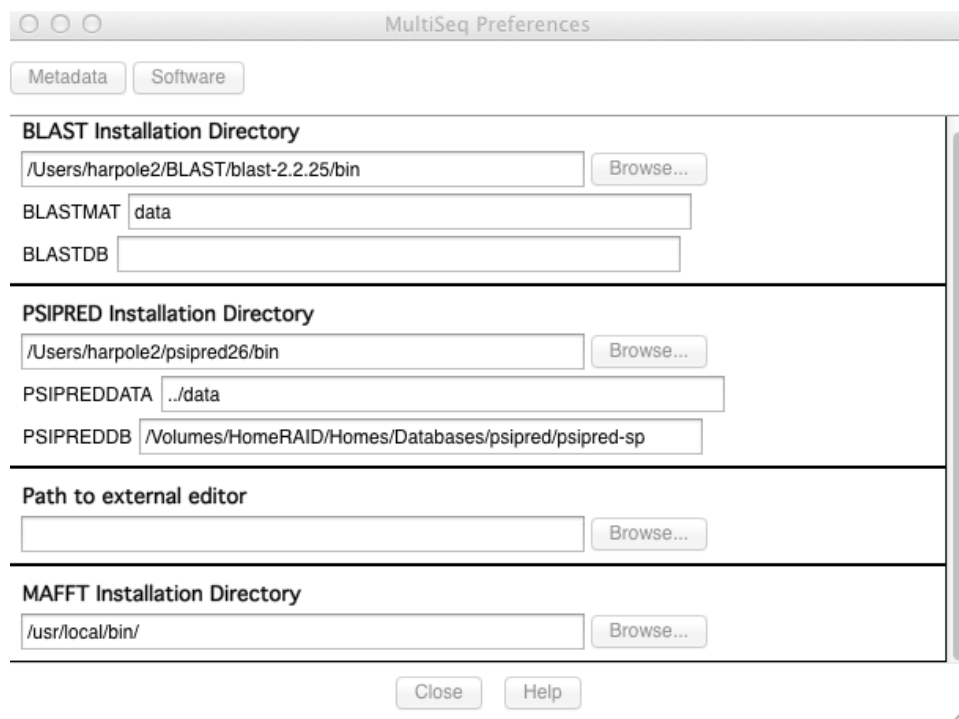 MultiSeq Preferences
Metadata Software
BLAST Installation Directory
/Users/harpole2/BLAST/blast-2.2.25/bin Browse...
BLASTMAT data
BLASTDB
PSIPRED Installation Directory
/Users/harpole2/psipred26/bin Browse...
PSIPREDDATA ../data
PSIPREDDB /Volumes/HomeRAID/Homes/Databases/psipred/psipred-sp
Path to external editor
Browse...
MAFFT Installation Directory
/usr/local/bin/ Browse...
Close Help